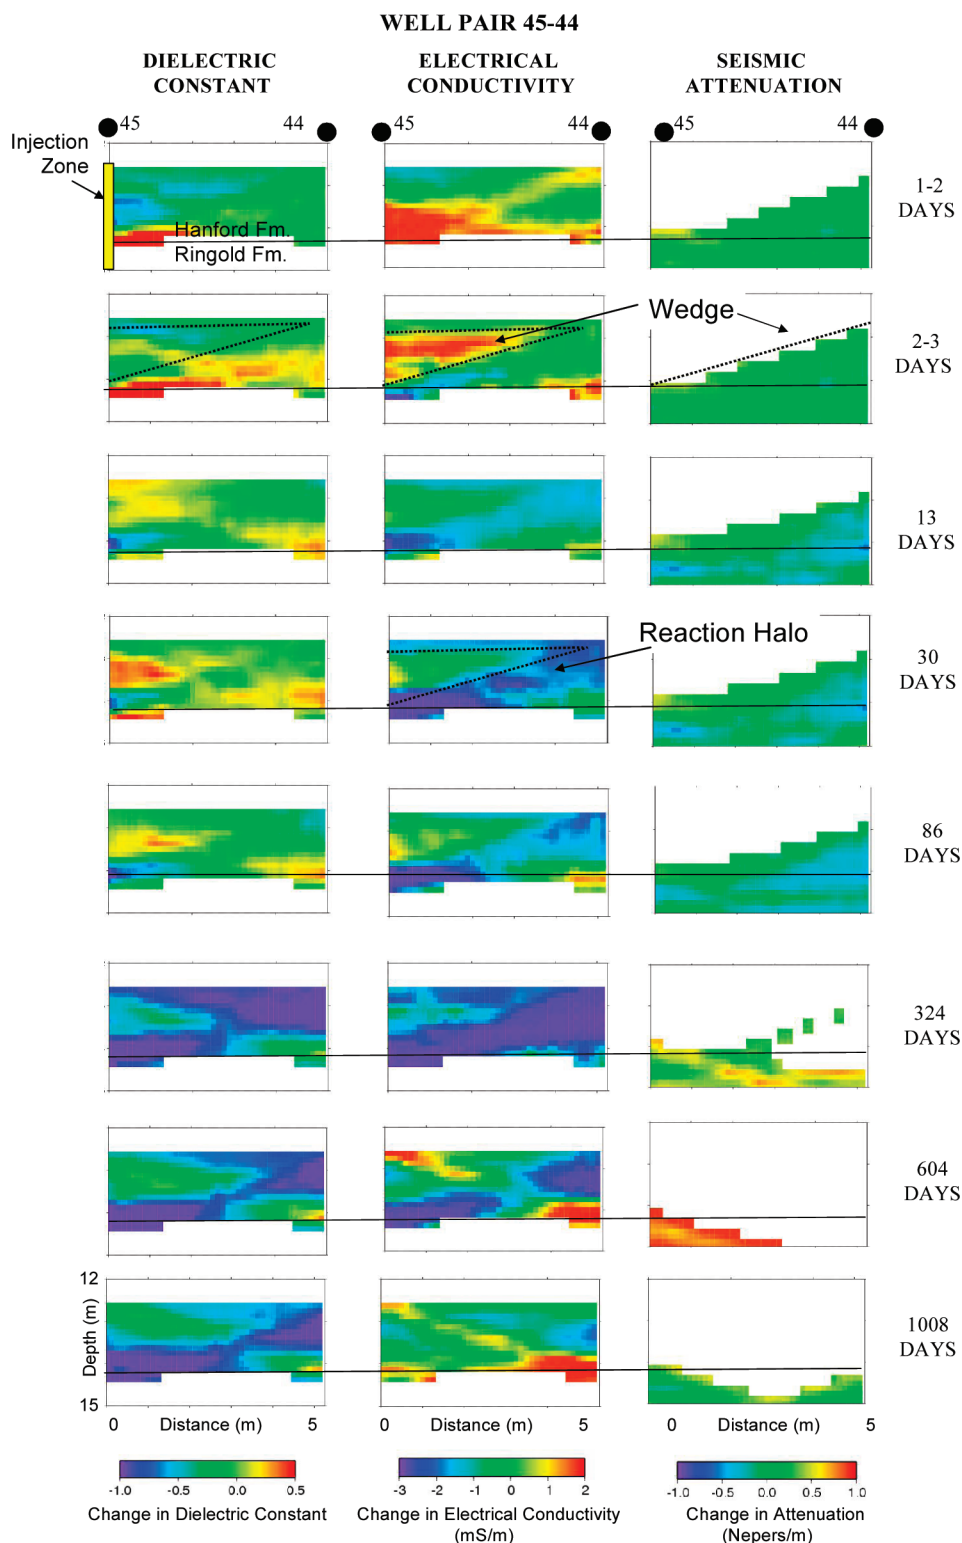 WELL PAIR 45-44
DIELECTRIC
CONSTANT
ELECTRICAL
CONDUCTIVITY
SEISMIC
ATTENUATION
45
44
45
44
45
44
Injection
Zone
Hanford Fm.
Ringold Fm.
1-2
DAYS
Wedge
2-3
DAYS
13
DAYS
Reaction Halo
30
DAYS
86
DAYS
324
DAYS
604
DAYS
12
Depth (m)
15
1008
DAYS
0
Distance (m)
5
0
Distance (m)
5
0
Distance (m)
5
-1.0
-0.5
0.0
0.5
Change in Dielectric Constant
-3
-2
-1
0
1
2
Change in Electrical Conductivity
(mS/m)
-1.0
-0.5
0.0
0.5
1.0
Change in Attenuation
(Nepers/m)